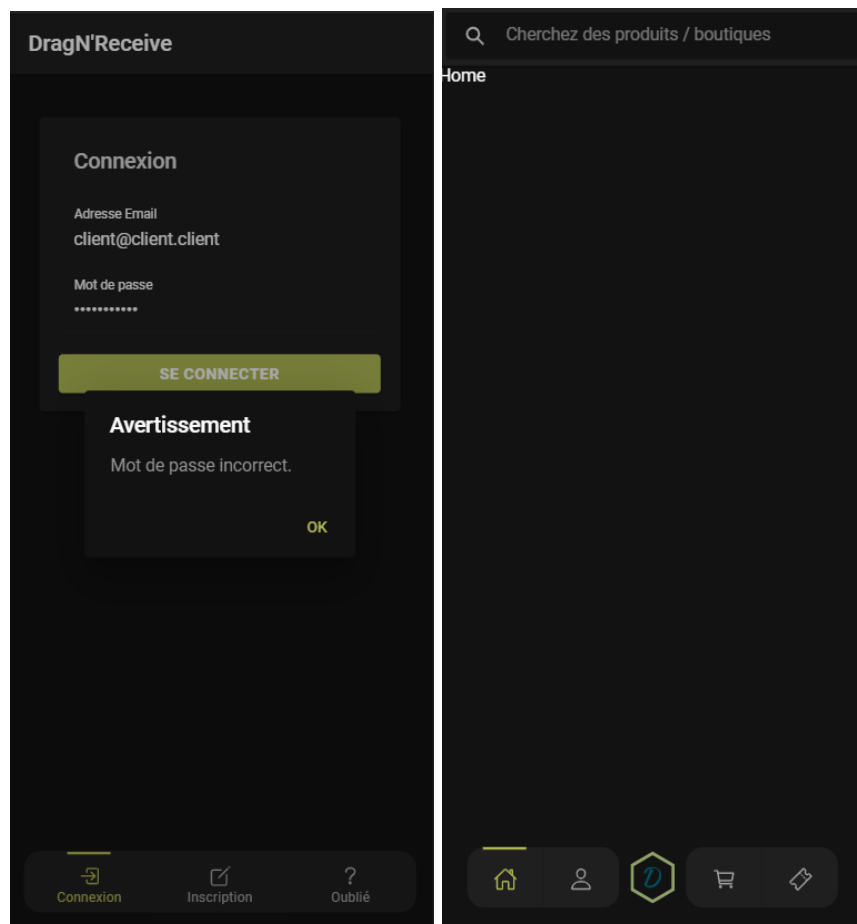 DragN'Receive
Connexion
Adresse Email
client@client.client
Mot de passe
•••••••••••
SE CONNECTER
Avertissement
Mot de passe incorrect.
OK
Connexion
Inscription
? Oublié
Cherchez des produits / boutiques
Home
D